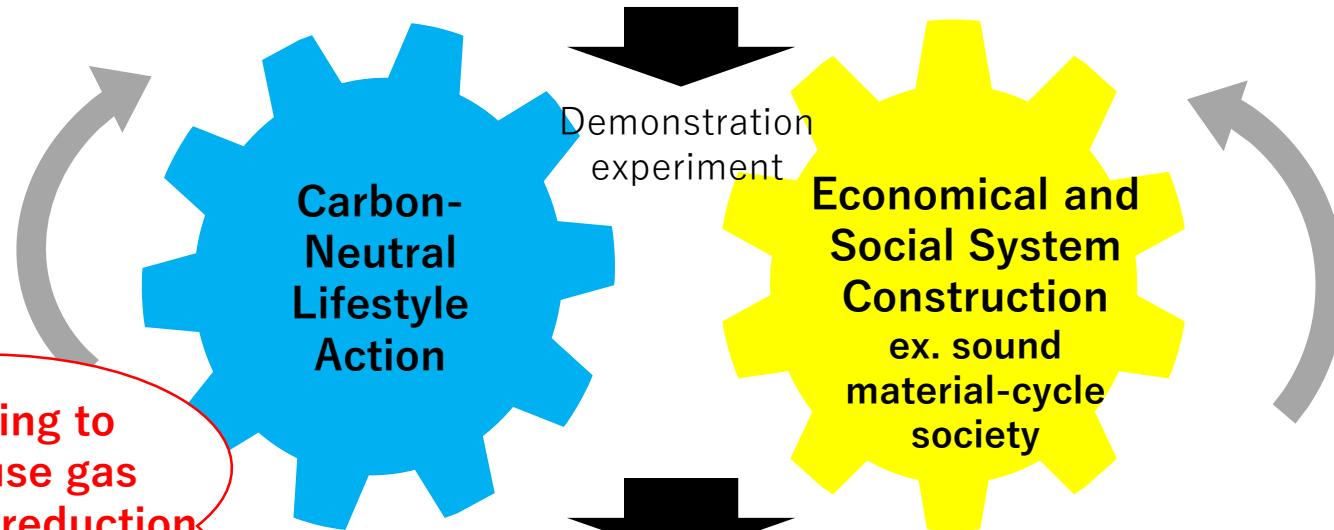 Demonstration
experiment
Carbon-
Neutral
Lifestyle
Action
Economical and
Social System
Construction
ex. sound
material-cycle
society
ing to
use gas
reduction